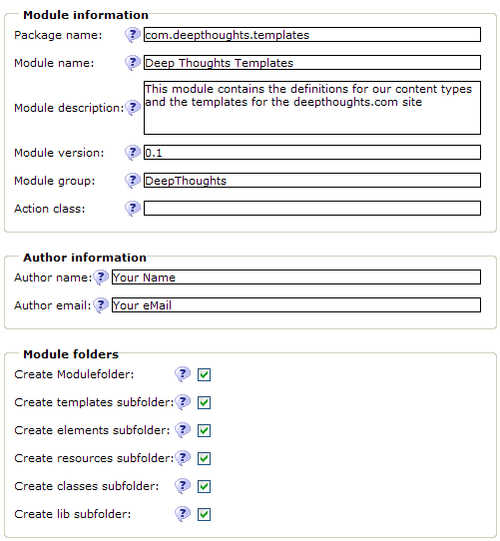 Module information
Package name: ? com.deepthoughts.templates
Module name: ? Deep Thoughts Templates
Module description: ? This module contains the definitions for our content types
and the templates for the deepthoughts.com site
Module version: ? 0.1
Module group: ? DeepThoughts
Action class: ?
Author information
Author name: ? Your Name
Author email: ? Your eMail
Module folders
Create Modulefolder: ?
Create templates subfolder: ?
Create elements subfolder: ?
Create resources subfolder: ?
Create classes subfolder: ?
Create lib subfolder: ?